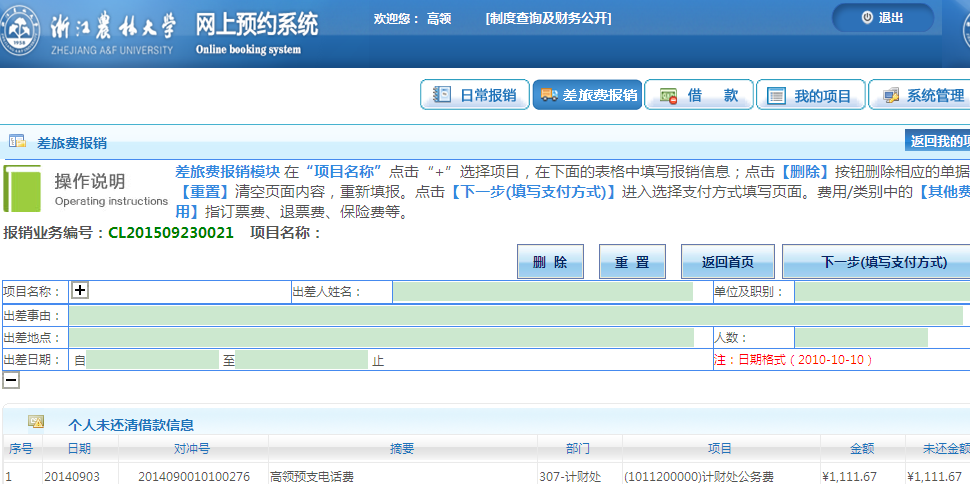 浙江农林大学
ZHEJIANG A&F UNIVERSITY
网上预约系统
Online booking system
欢迎您： 高领 [制度查询及财务公开]
退出
日常报销 差旅费报销 借 款 我的项目 系统管理
差旅费报销
返回我的项
操作说明
Operating instructions
差旅费报销模块 在“项目名称”点击“+”选择项目，在下面的表格中填写报销信息；点击【删除】按钮删除相应的单据
【重置】清空页面内容，重新填报。点击【下一步(填写支付方式)】进入选择支付方式填写页面。费用/类别中的【其他费
用】指订票费、退票费、保险费等。
报销业务编号：CL201509230021 项目名称：
删 除 重 置 返回首页 下一步(填写支付方式)
项目名称： + 出差人姓名： 单位及职别：
出差事由：
出差地点： 人数：
出差日期： 自 至 止 注：日期格式（2010-10-10）
个人未还清借款信息
序号 日期 对冲号 摘要 部门 项目 金额 未还金额
1 20140903 2014090010100276 高领预支电话费 307-计财处 (1011200000)计财处公务费 ¥1,111.67 ¥1,111.67